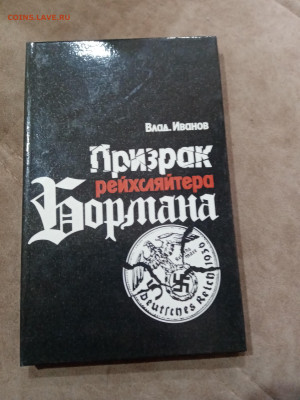 COINS.LAVE.RU
Влад. Иванов
Призрак
рейхсляйтера
Бормана
Deutsches Reich 1936